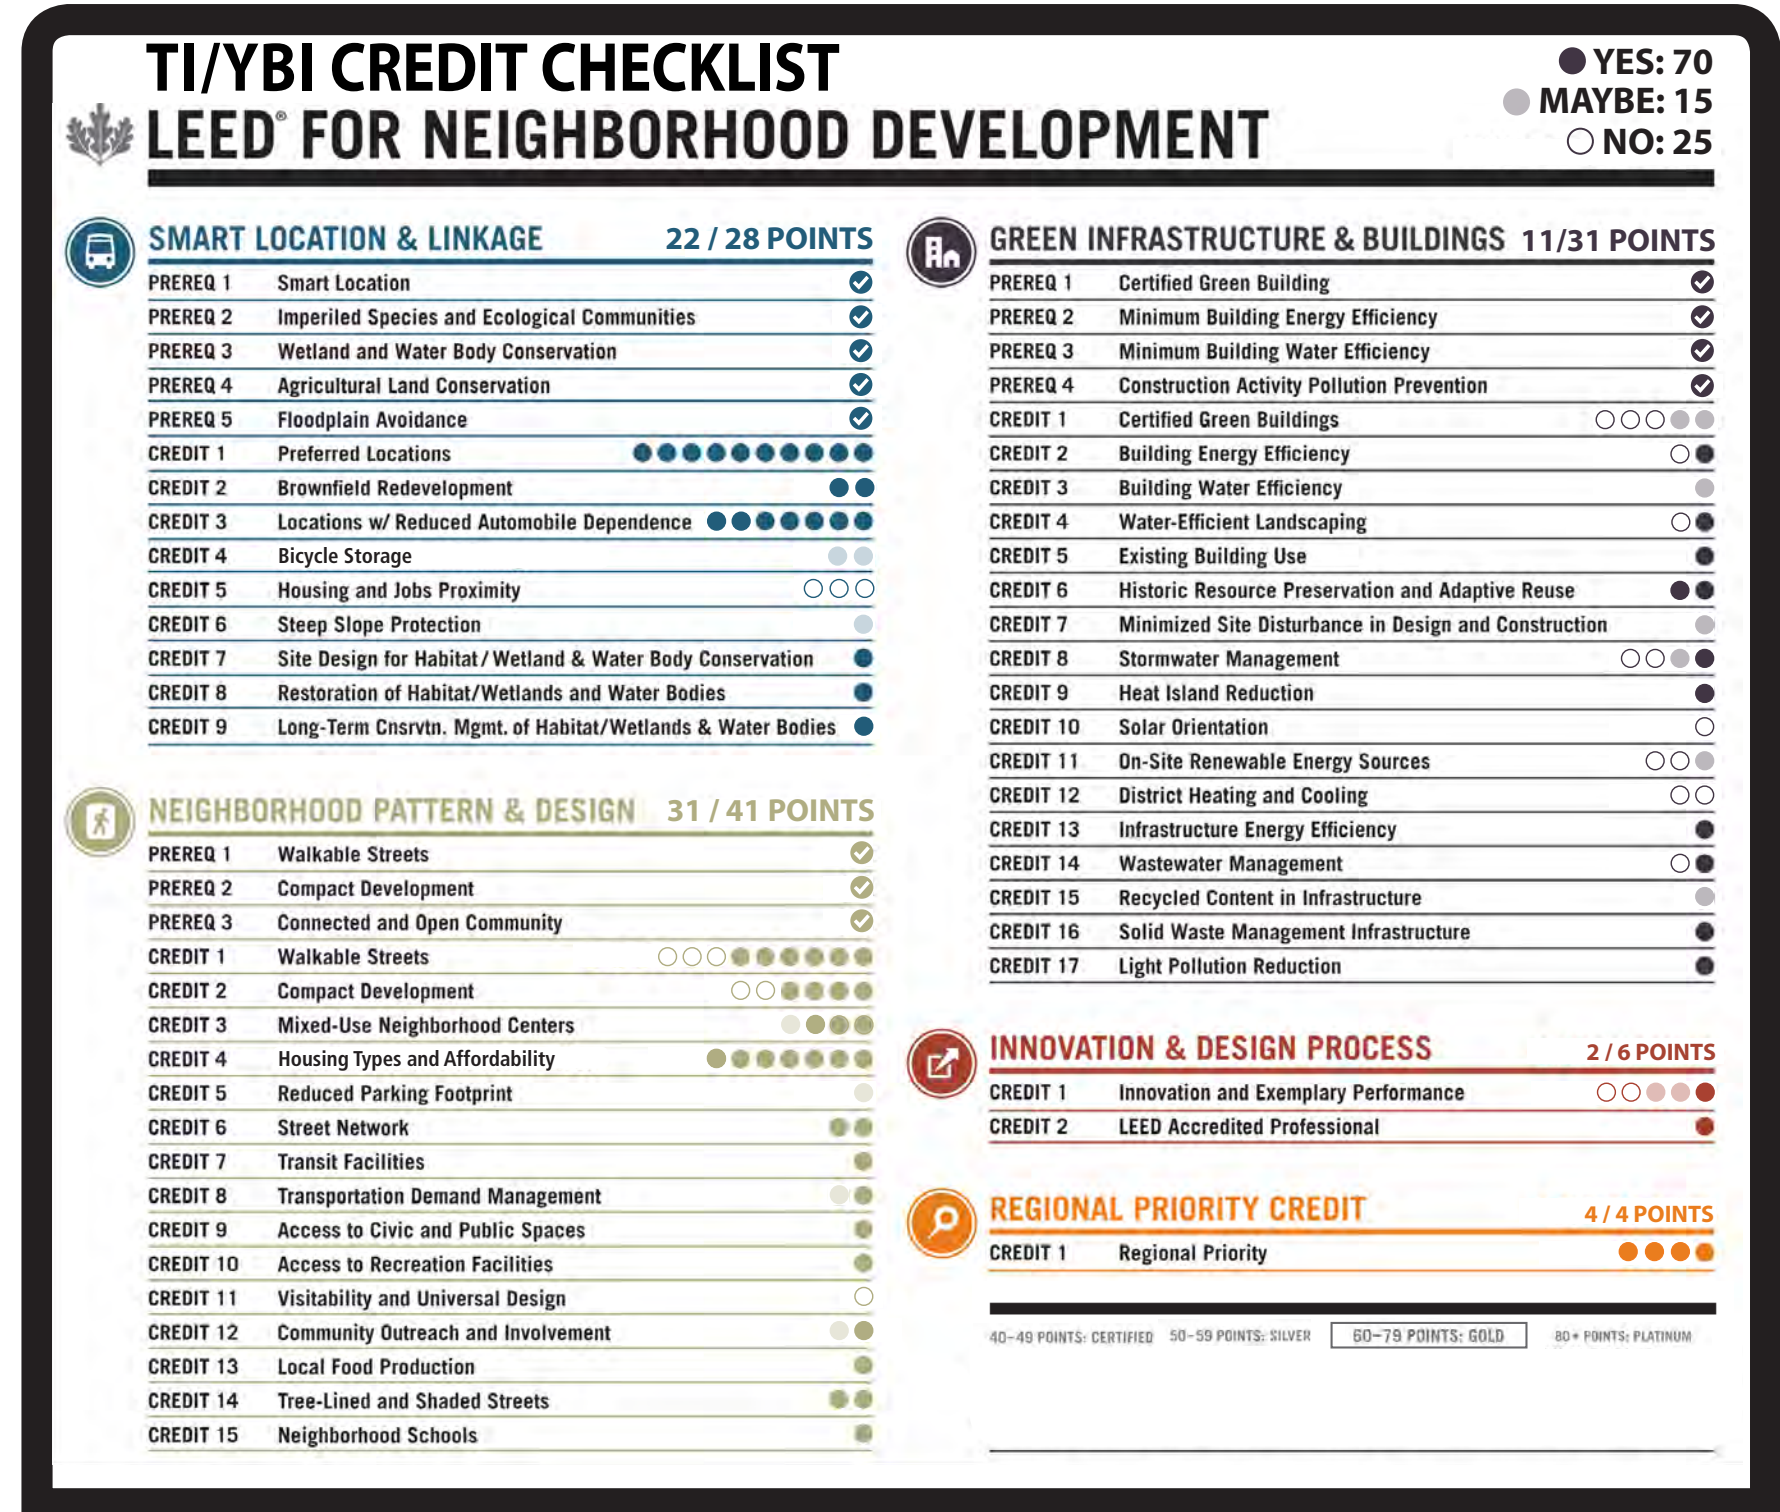 TI/YBI CREDIT CHECKLIST
LEED® FOR NEIGHBORHOOD DEVELOPMENT
YES: 70
MAYBE: 15
NO: 25
SMART LOCATION & LINKAGE 22 / 28 POINTS
PREREQ 1 Smart Location
PREREQ 2 Imperiled Species and Ecological Communities
PREREQ 3 Wetland and Water Body Conservation
PREREQ 4 Agricultural Land Conservation
PREREQ 5 Floodplain Avoidance
CREDIT 1 Preferred Locations
CREDIT 2 Brownfield Redevelopment
CREDIT 3 Locations w/ Reduced Automobile Dependence
CREDIT 4 Bicycle Storage
CREDIT 5 Housing and Jobs Proximity
CREDIT 6 Steep Slope Protection
CREDIT 7 Site Design for Habitat / Wetland & Water Body Conservation
CREDIT 8 Restoration of Habitat/Wetlands and Water Bodies
CREDIT 9 Long-Term Cnsrvtn. Mgmt. of Habitat/Wetlands & Water Bodies
NEIGHBORHOOD PATTERN & DESIGN 31 / 41 POINTS
PREREQ 1 Walkable Streets
PREREQ 2 Compact Development
PREREQ 3 Connected and Open Community
CREDIT 1 Walkable Streets
CREDIT 2 Compact Development
CREDIT 3 Mixed-Use Neighborhood Centers
CREDIT 4 Housing Types and Affordability
CREDIT 5 Reduced Parking Footprint
CREDIT 6 Street Network
CREDIT 7 Transit Facilities
CREDIT 8 Transportation Demand Management
CREDIT 9 Access to Civic and Public Spaces
CREDIT 10 Access to Recreation Facilities
CREDIT 11 Visitability and Universal Design
CREDIT 12 Community Outreach and Involvement
CREDIT 13 Local Food Production
CREDIT 14 Tree-Lined and Shaded Streets
CREDIT 15 Neighborhood Schools
GREEN INFRASTRUCTURE & BUILDINGS 11/31 POINTS
PREREQ 1 Certified Green Building
PREREQ 2 Minimum Building Energy Efficiency
PREREQ 3 Minimum Building Water Efficiency
PREREQ 4 Construction Activity Pollution Prevention
CREDIT 1 Certified Green Buildings
CREDIT 2 Building Energy Efficiency
CREDIT 3 Building Water Efficiency
CREDIT 4 Water-Efficient Landscaping
CREDIT 5 Existing Building Use
CREDIT 6 Historic Resource Preservation and Adaptive Reuse
CREDIT 7 Minimized Site Disturbance in Design and Construction
CREDIT 8 Stormwater Management
CREDIT 9 Heat Island Reduction
CREDIT 10 Solar Orientation
CREDIT 11 On-Site Renewable Energy Sources
CREDIT 12 District Heating and Cooling
CREDIT 13 Infrastructure Energy Efficiency
CREDIT 14 Wastewater Management
CREDIT 15 Recycled Content in Infrastructure
CREDIT 16 Solid Waste Management Infrastructure
CREDIT 17 Light Pollution Reduction
INNOVATION & DESIGN PROCESS 2 / 6 POINTS
CREDIT 1 Innovation and Exemplary Performance
CREDIT 2 LEED Accredited Professional
REGIONAL PRIORITY CREDIT 4 / 4 POINTS
CREDIT 1 Regional Priority
40–49 POINTS: CERTIFIED 50–59 POINTS: SILVER 60–79 POINTS: GOLD 80+ POINTS: PLATINUM